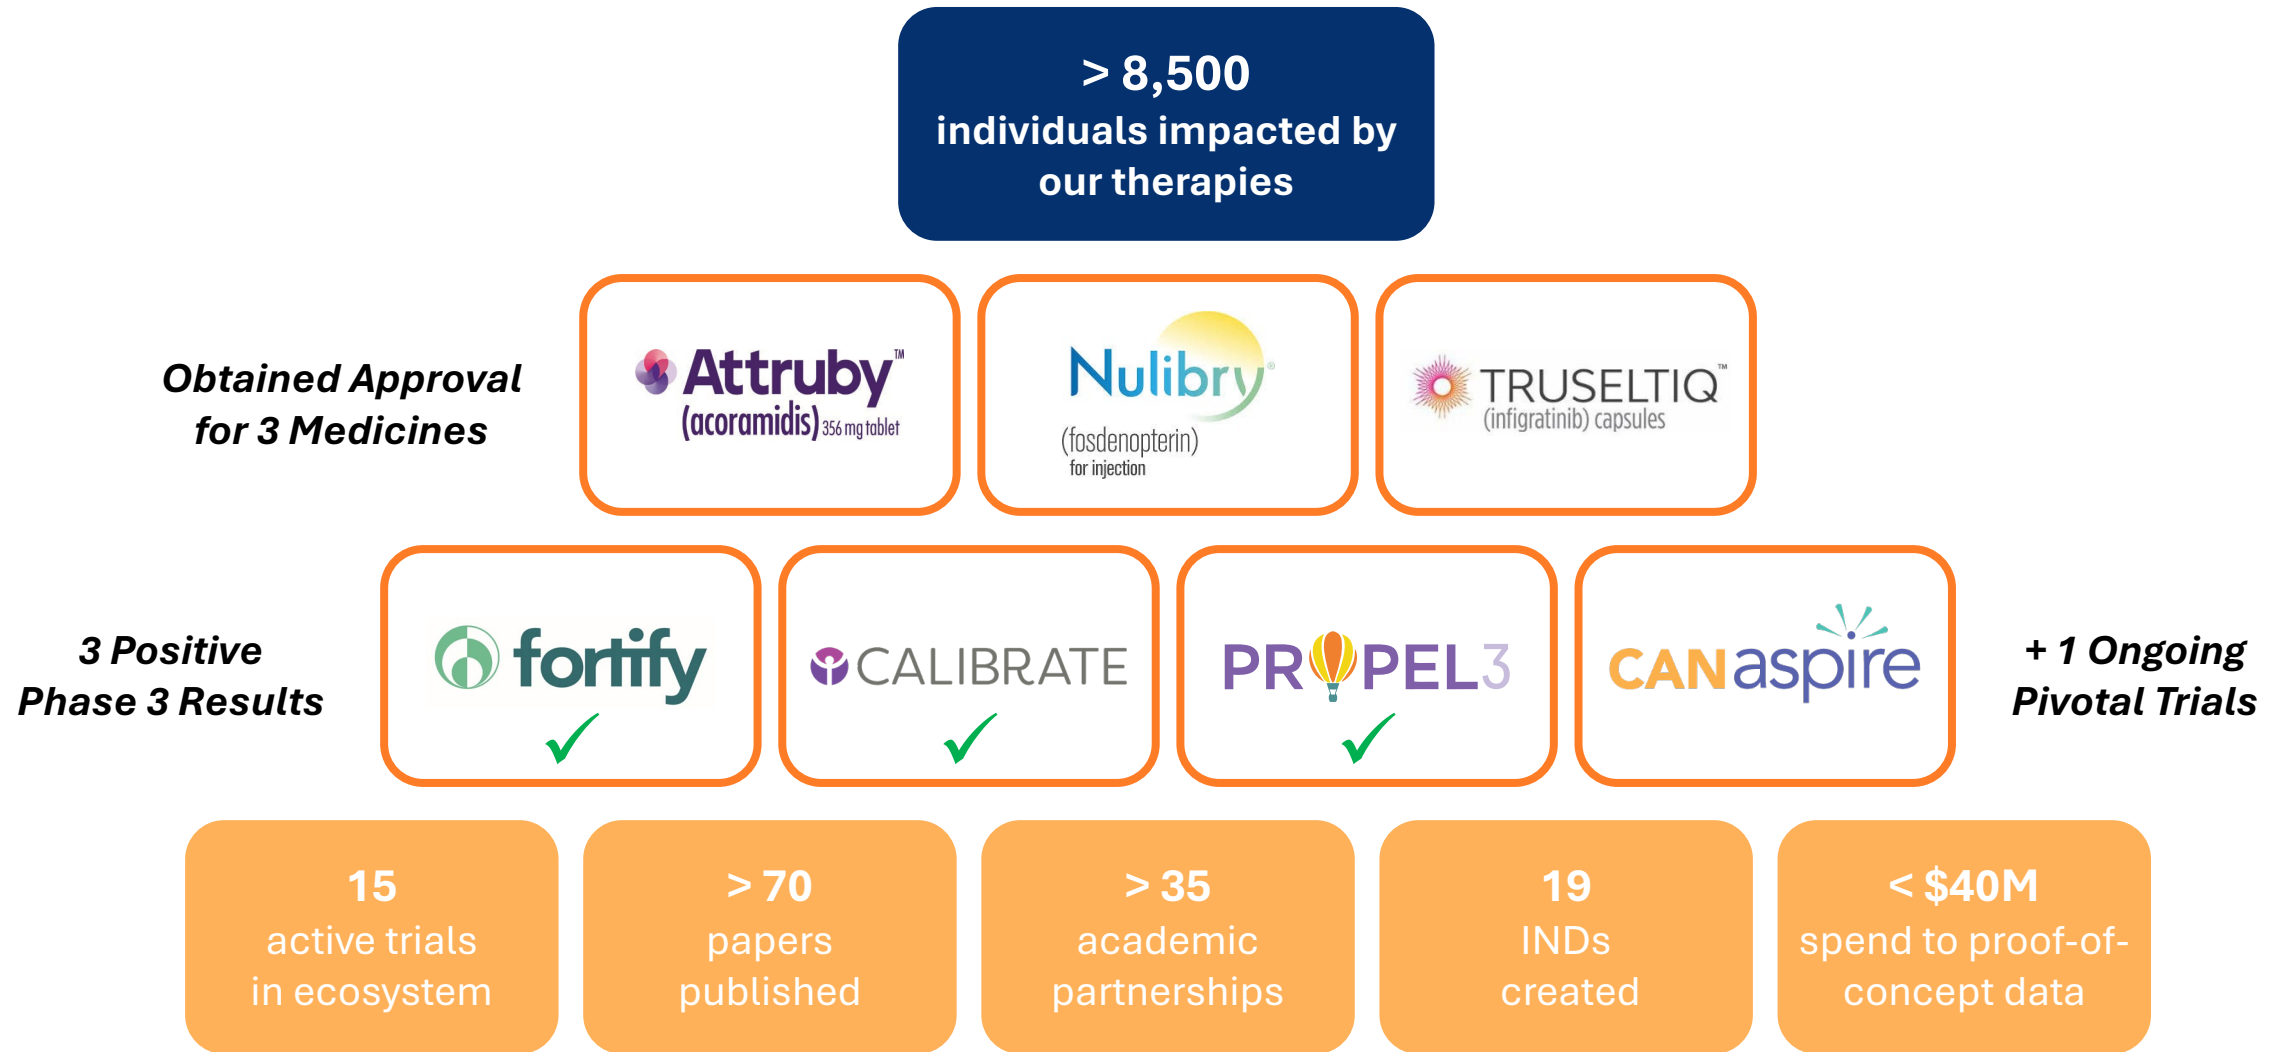 > 8,500
individuals impacted by
our therapies
Obtained Approval
for 3 Medicines
Attruby™
(acoramidis) 356 mg tablet
Nulibry®
(fosdenopterin)
for injection
TRUSELTIQ™
(infigratinib) capsules
3 Positive
Phase 3 Results
fortify
CALIBRATE
PROPEL3
CANaspire
+ 1 Ongoing
Pivotal Trials
15
active trials
in ecosystem
> 70
papers
published
> 35
academic
partnerships
19
INDs
created
< $40M
spend to proof-of-
concept data